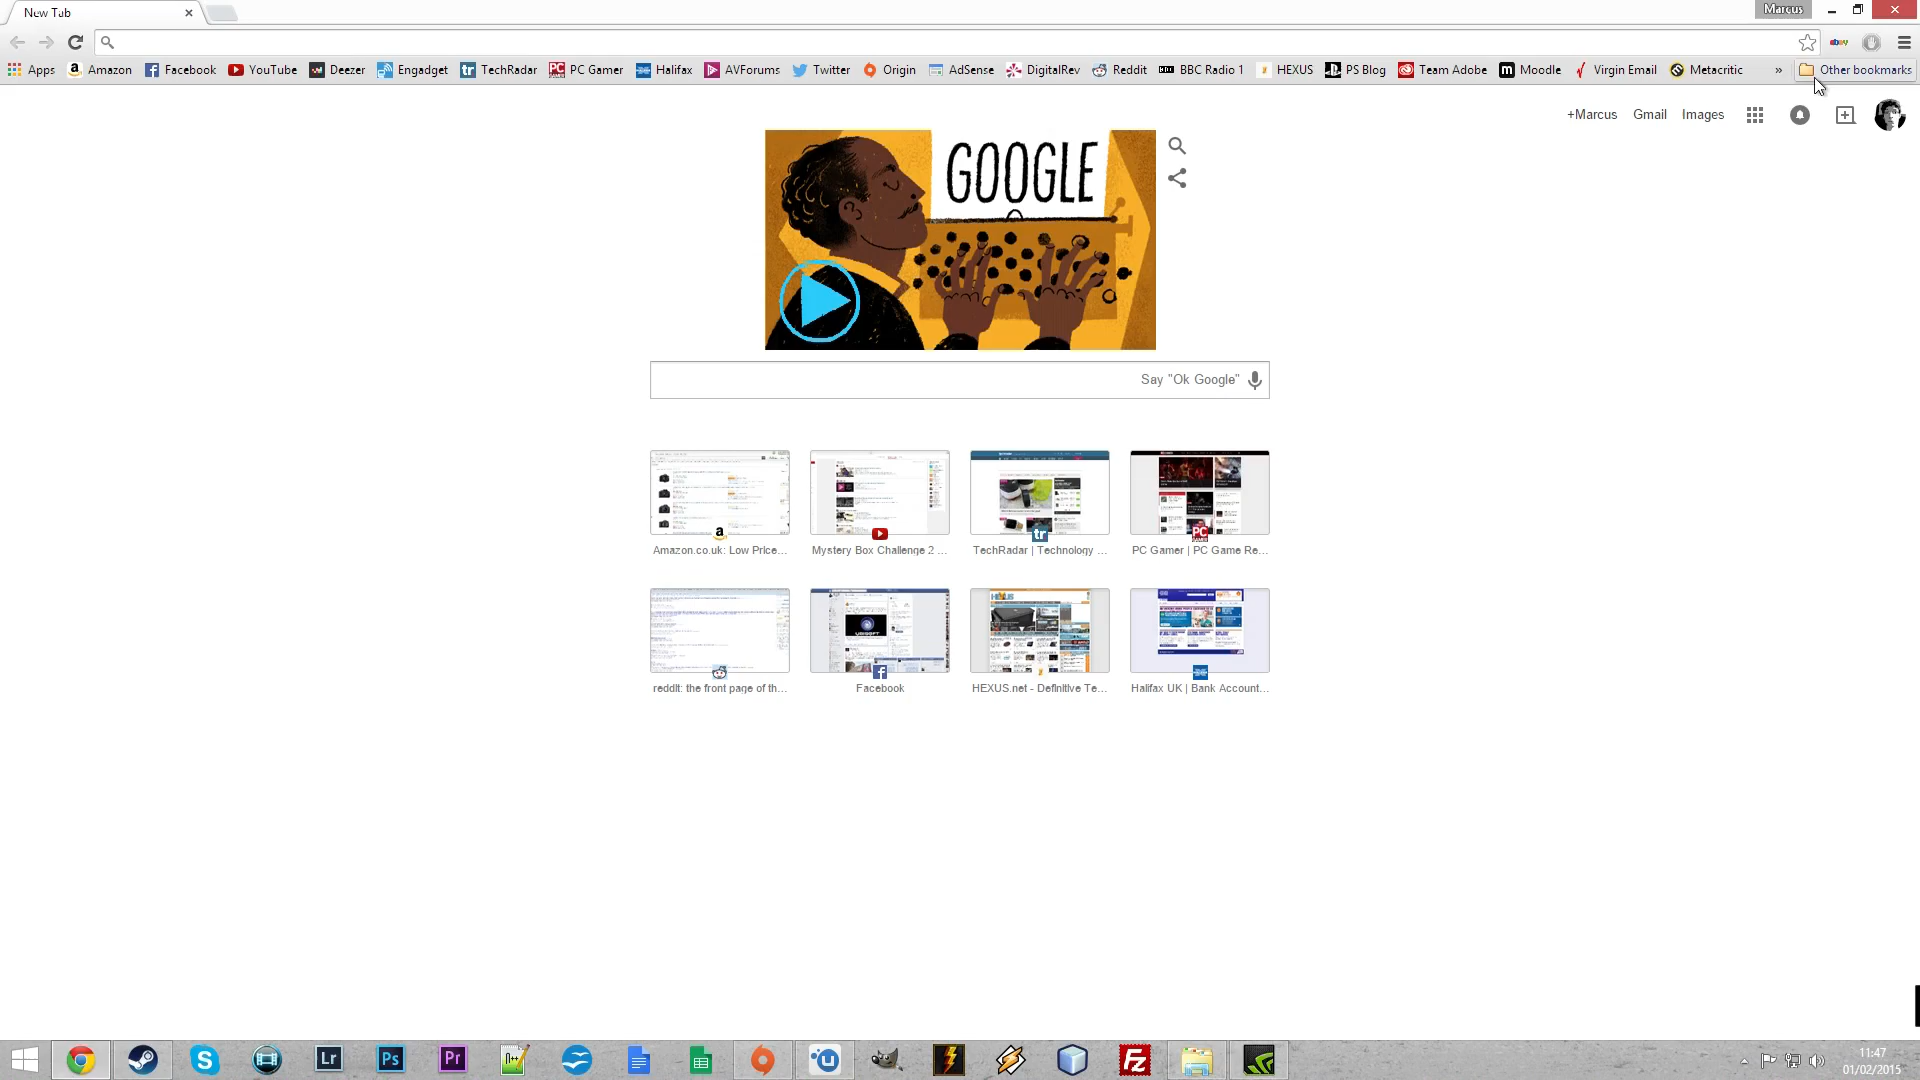 New Tab
Marcus
Apps Amazon Facebook YouTube Deezer Engadget TechRadar PC Gamer Halifax AVForums Twitter Origin AdSense DigitalRev Reddit BBC Radio 1 HEXUS PS Blog Team Adobe Moodle Virgin Email Metacritic » Other bookmarks
+Marcus Gmail Images
GOOGLE
Say "Ok Google"
Amazon.co.uk: Low Price... Mystery Box Challenge 2 ... TechRadar | Technology ... PC Gamer | PC Game Re...
reddit: the front page of th... Facebook HEXUS.net - Definitive Te... Halifax UK | Bank Account...
Lr Ps Pr
11:47
01/02/2015